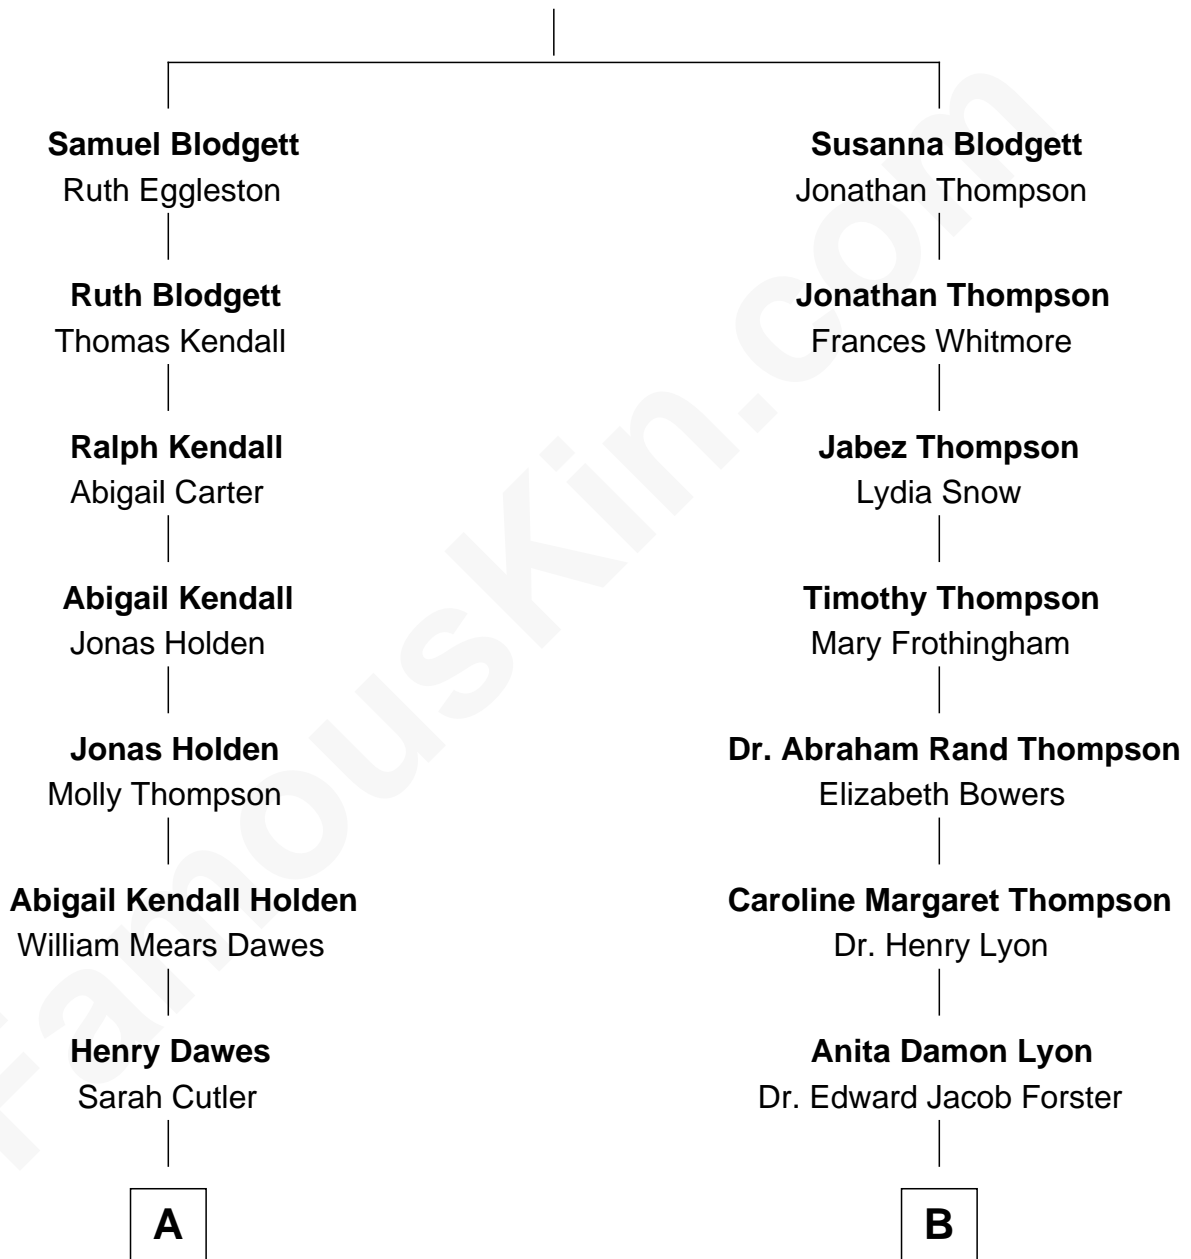 Samuel Blodgett
Ruth Eggleston
Ruth Blodgett
Thomas Kendall
Ralph Kendall
Abigail Carter
Abigail Kendall
Jonas Holden
Jonas Holden
Molly Thompson
Abigail Kendall Holden
William Mears Dawes
Henry Dawes
Sarah Cutler
A
Susanna Blodgett
Jonathan Thompson
Jonathan Thompson
Frances Whitmore
Jabez Thompson
Lydia Snow
Timothy Thompson
Mary Frothingham
Dr. Abraham Rand Thompson
Elizabeth Bowers
Caroline Margaret Thompson
Dr. Henry Lyon
Anita Damon Lyon
Dr. Edward Jacob Forster
B
FamousKin.com